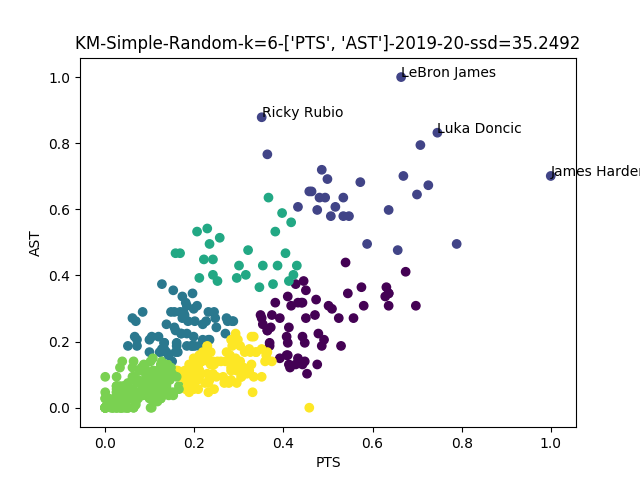 KM-Simple-Random-k=6-['PTS', 'AST']-2019-20-ssd=35.2492
1.0
0.8
0.6
0.4
0.2
0.0
AST
LeBron James
Ricky Rubio
Luka Doncic
James Harder
0.0 0.2 0.4 0.6 0.8 1.0
PTS